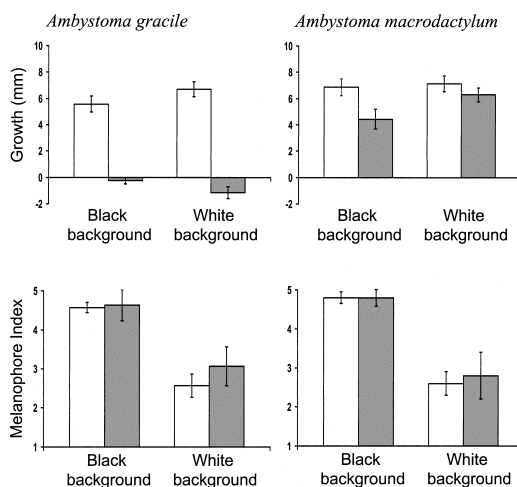 Ambystoma gracile
Ambystoma macrodactylum
Growth (mm)
10
8
6
4
2
0
-2
Black background
White background
10
8
6
4
2
0
-2
Black background
White background
Melanophore Index
5
4
3
2
1
Black background
White background
5
4
3
2
1
Black background
White background